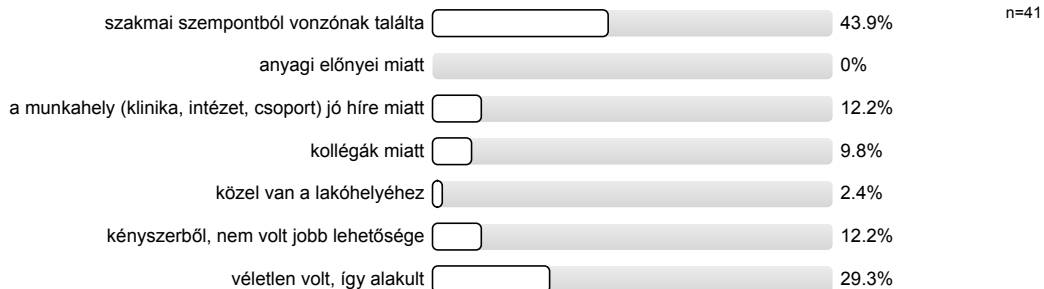 szakmai szempontból vonzónak találta 43.9% n=41
anyagi előnyei miatt 0%
a munkahely (klinika, intézet, csoport) jó híre miatt 12.2%
kollégák miatt 9.8%
közel van a lakóhelyéhez 2.4%
kényszerből, nem volt jobb lehetősége 12.2%
véletlen volt, így alakult 29.3%